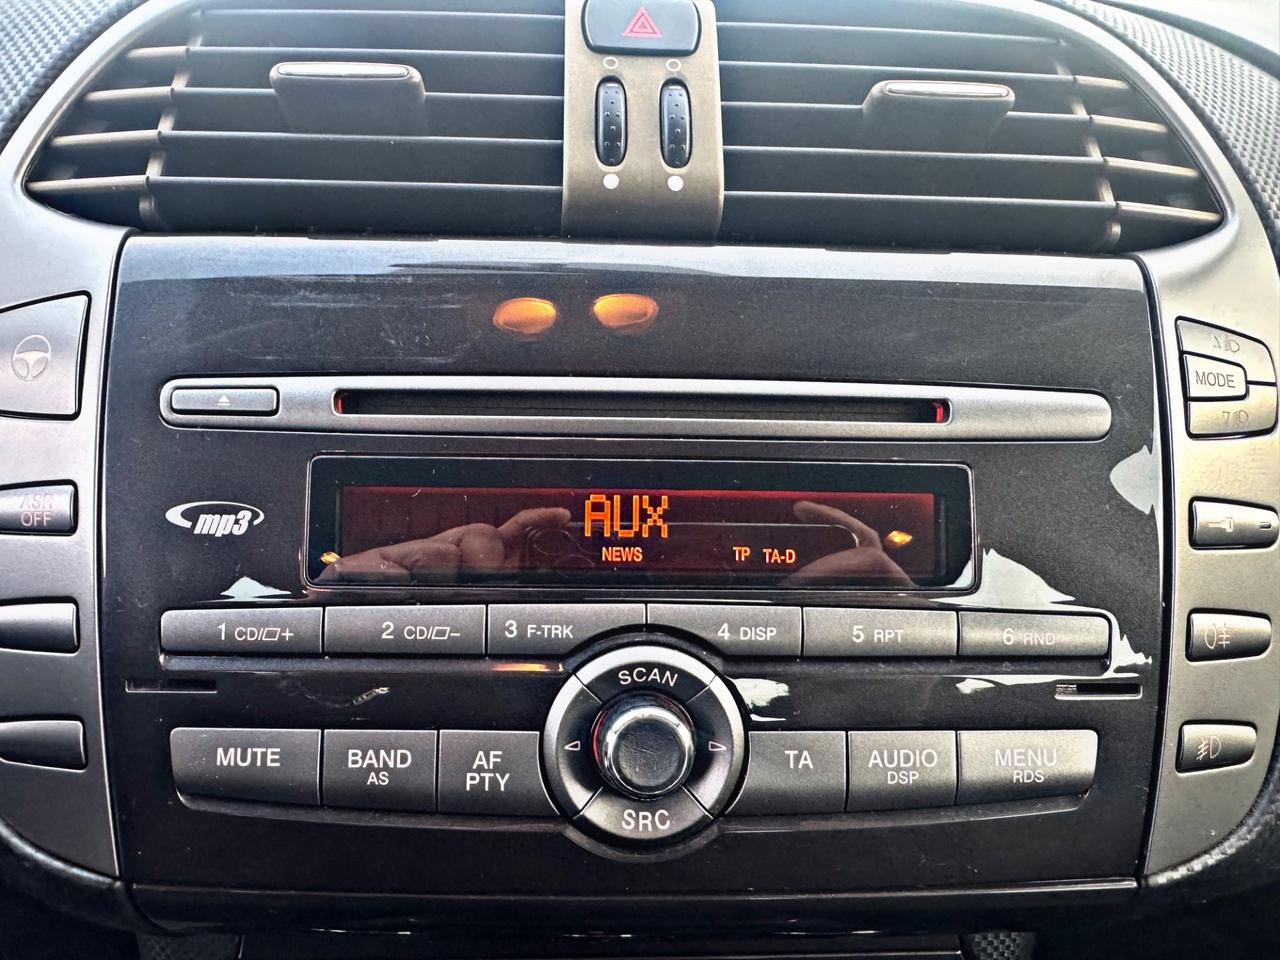 MODE
ASR
OFF
mp3
AUX
NEWS TP TA-D
1 CD/▱+ 2 CD/▱− 3 F-TRK 4 DISP 5 RPT 6 RND
SCAN
MUTE BAND AF TA AUDIO MENU
AS PTY DSP RDS
SRC